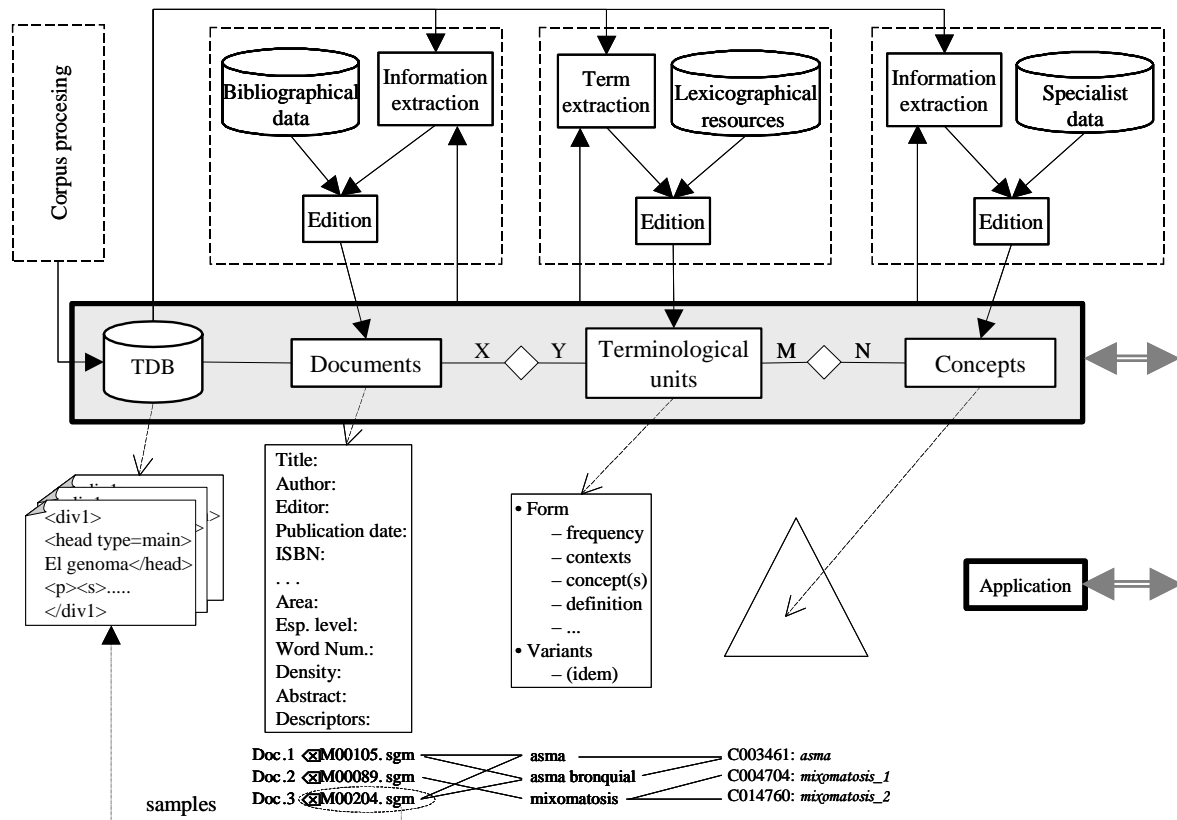 Corpus procesing
Bibliographical
data
Information
extraction
Edition
Term
extraction
Lexicographical
resources
Edition
Information
extraction
Specialist
data
Edition
TDB
Documents
X
Y
Terminological
units
M
N
Concepts
<div1>
<head type=main>
El genoma</head>
<p><s>.....
</div1>
Title:
Author:
Editor:
Publication date:
ISBN:
. . .
Area:
Esp. level:
Word Num.:
Density:
Abstract:
Descriptors:
• Form
– frequency
– contexts
– concept(s)
– definition
– ...
• Variants
– (idem)
Application
Doc.1 M00105. sgm
Doc.2 M00089. sgm
Doc.3 M00204. sgm
asma
asma bronquial
mixomatosis
C003461: asma
C004704: mixomatosis_1
C014760: mixomatosis_2
samples